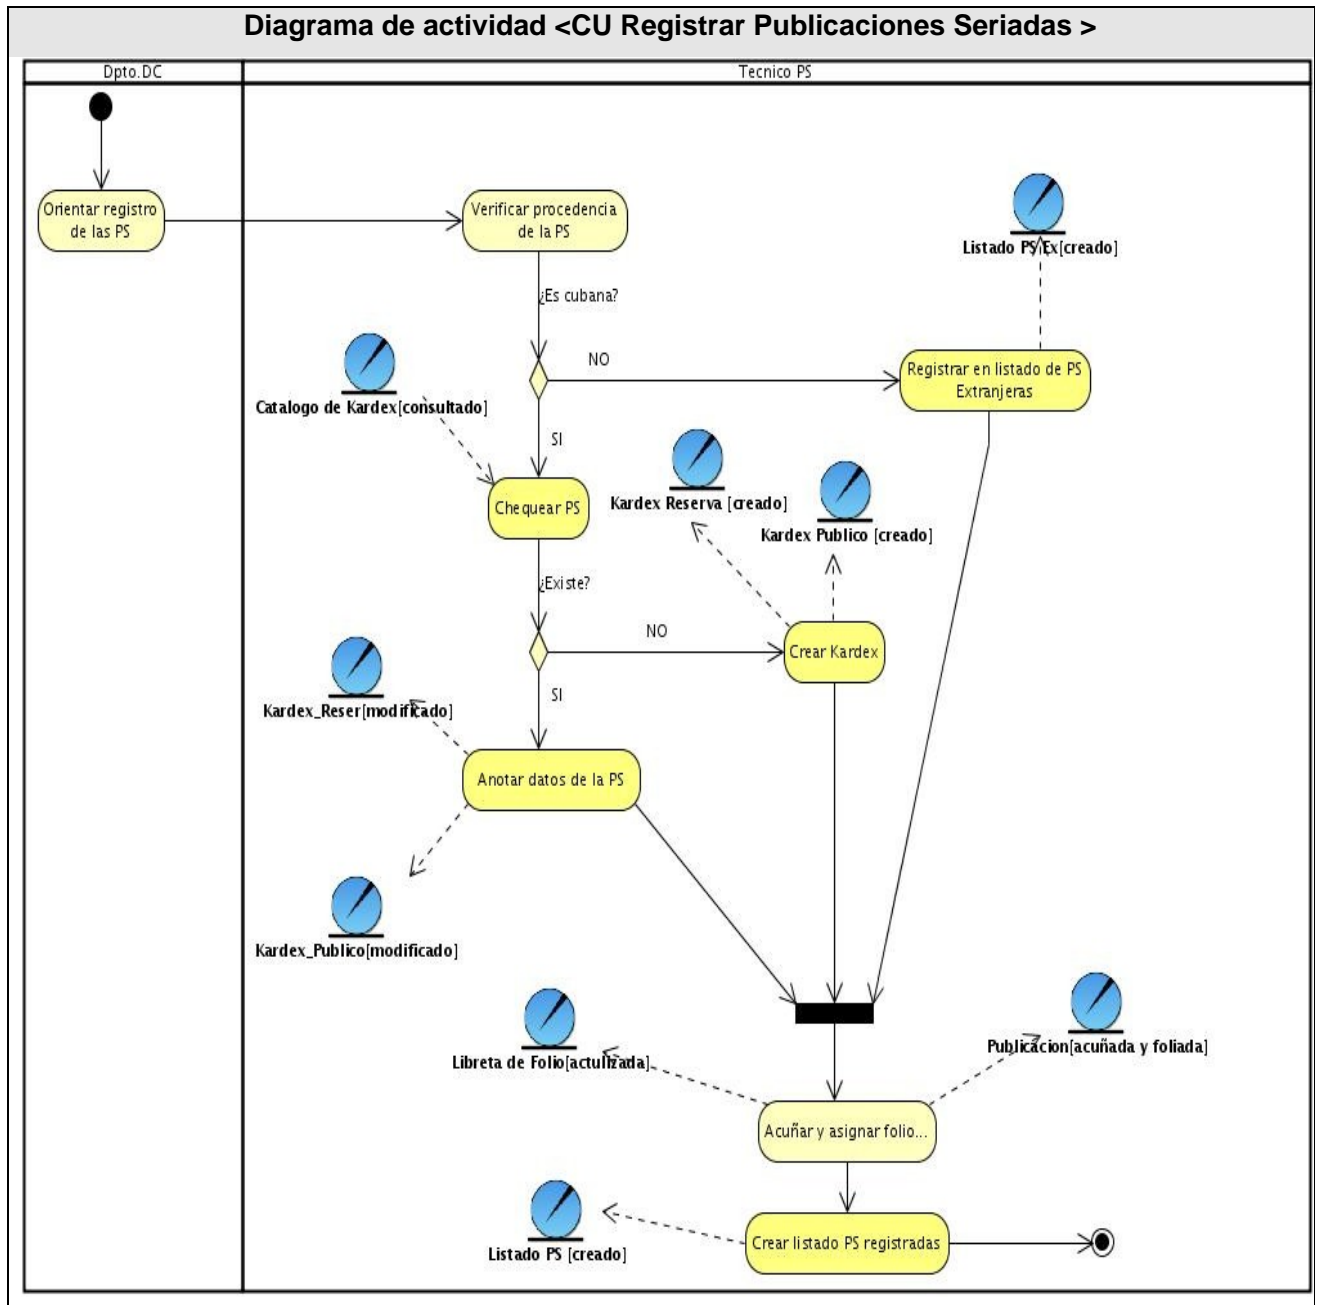 Diagrama de actividad <CU Registrar Publicaciones Seriadas >
Dpto.DC
Tecnico PS
Orientar registro
de las PS
Verificar procedencia
de la PS
Listado PS Ex[creado]
¿Es cubana?
NO
Registrar en listado de PS
Extranjeras
Catalogo de Kardex[consultado]
SI
Chequear PS
Kardex Reserva [creado]
Kardex Publico [creado]
¿Existe?
NO
Crear Kardex
SI
Kardex_Reser[modificado]
Anotar datos de la PS
Kardex_Publico[modificado]
Libreta de Folio[actulizada]
Publicacion[acuñada y foliada]
Acuñar y asignar folio...
Crear listado PS registradas
Listado PS [creado]